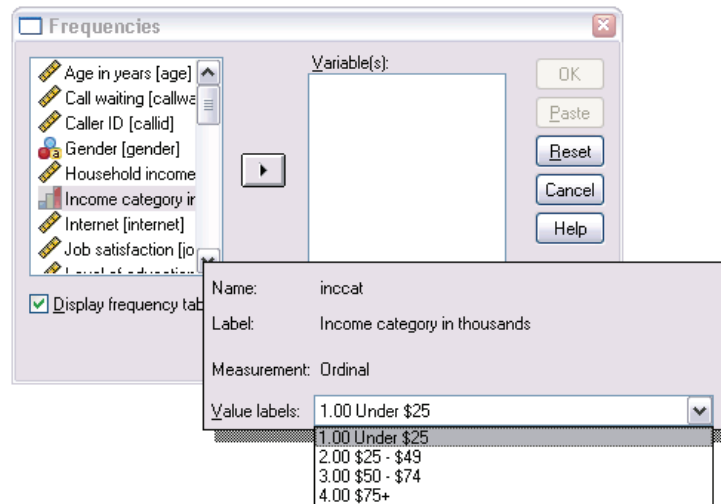 Frequencies
Age in years [age]
Call waiting [callwa
Caller ID [callid]
Gender [gender]
Household income
Income category in
Internet [internet]
Job satisfaction [jo
Level of education
Display frequency tab
Variable(s):
OK
Paste
Reset
Cancel
Help
Name: inccat
Label: Income category in thousands
Measurement: Ordinal
Value labels: 1.00 Under $25
1.00 Under $25
2.00 $25 - $49
3.00 $50 - $74
4.00 $75+